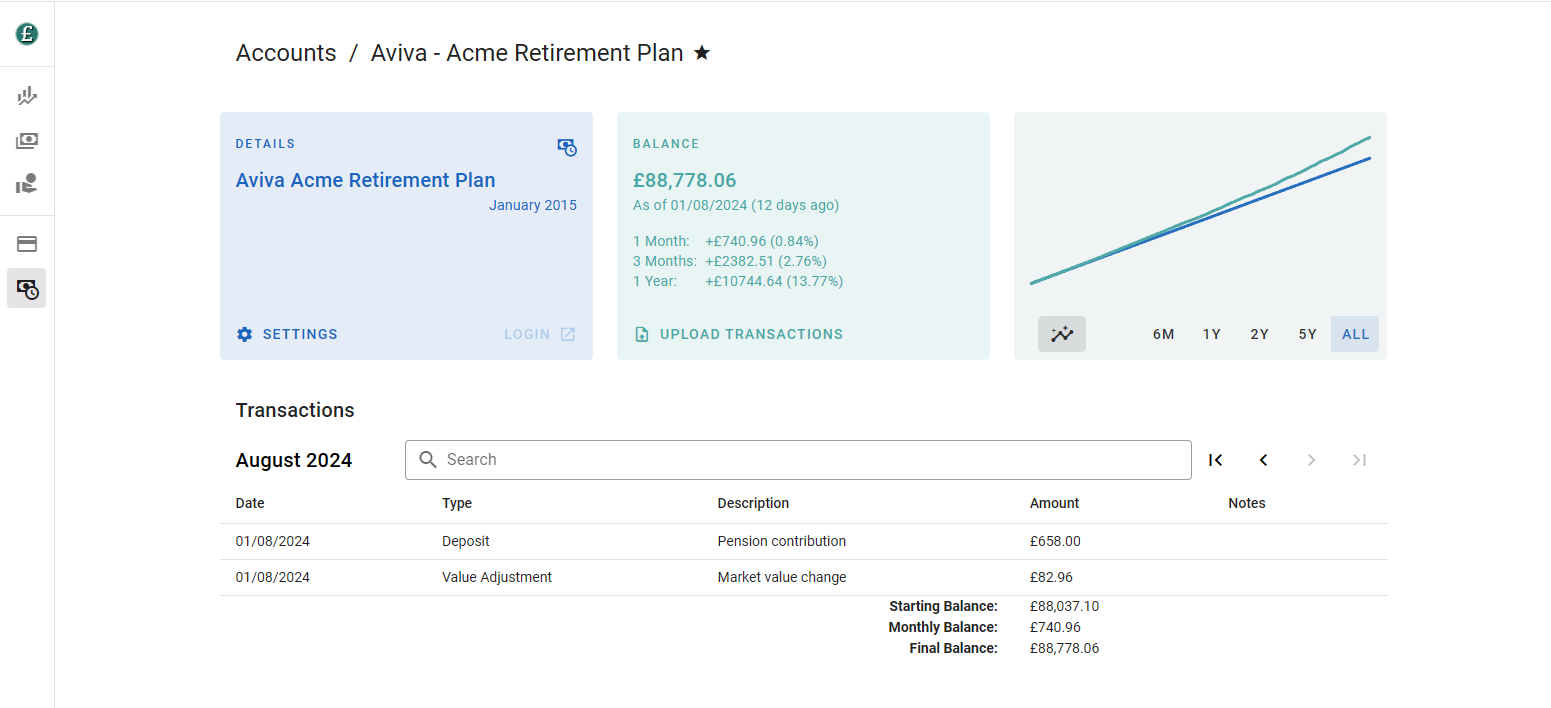 £
Accounts / Aviva - Acme Retirement Plan ★
DETAILS
Aviva Acme Retirement Plan
January 2015
SETTINGS
LOGIN
BALANCE
£88,778.06
As of 01/08/2024 (12 days ago)
1 Month: +£740.96 (0.84%)
3 Months: +£2382.51 (2.76%)
1 Year: +£10744.64 (13.77%)
UPLOAD TRANSACTIONS
6M 1Y 2Y 5Y ALL
Transactions
August 2024 Search
Date Type Description Amount Notes
01/08/2024 Deposit Pension contribution £658.00
01/08/2024 Value Adjustment Market value change £82.96
Starting Balance: £88,037.10
Monthly Balance: £740.96
Final Balance: £88,778.06